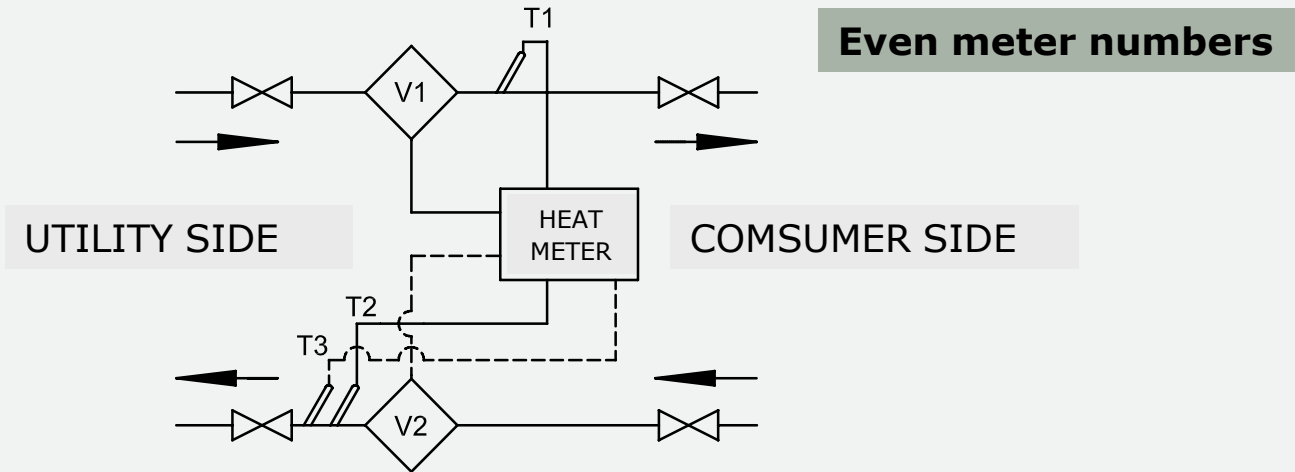 T1
Even meter numbers
V1
HEAT
METER
UTILITY SIDE
COMSUMER SIDE
T2
T3
V2